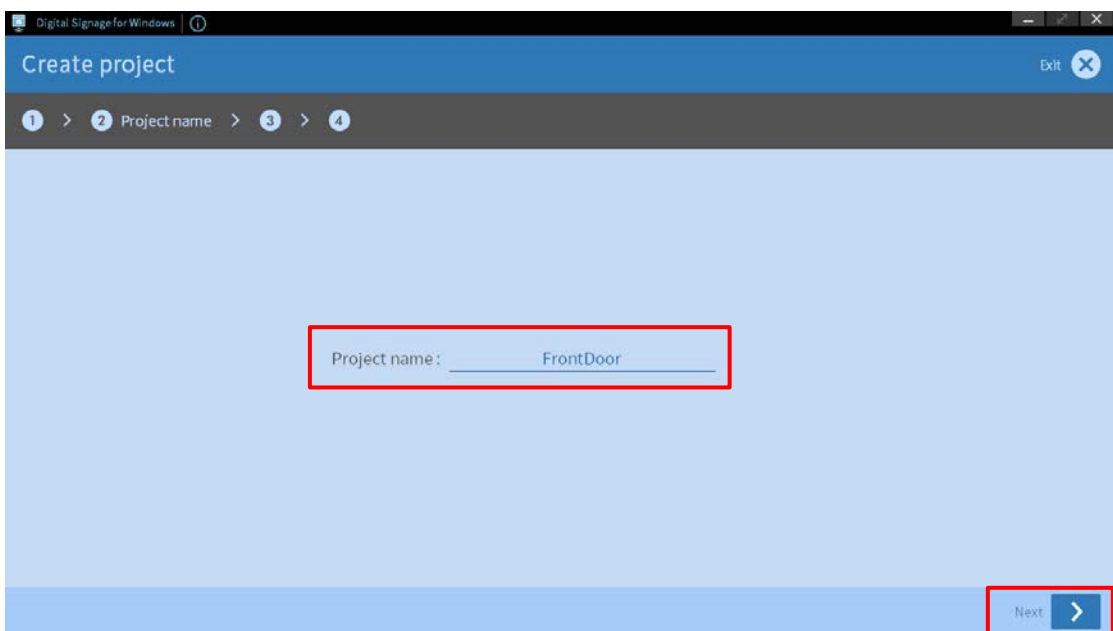 Digital Signage for Windows
Create project
Exit
1 > 2 Project name > 3 > 4
Project name : FrontDoor
Next